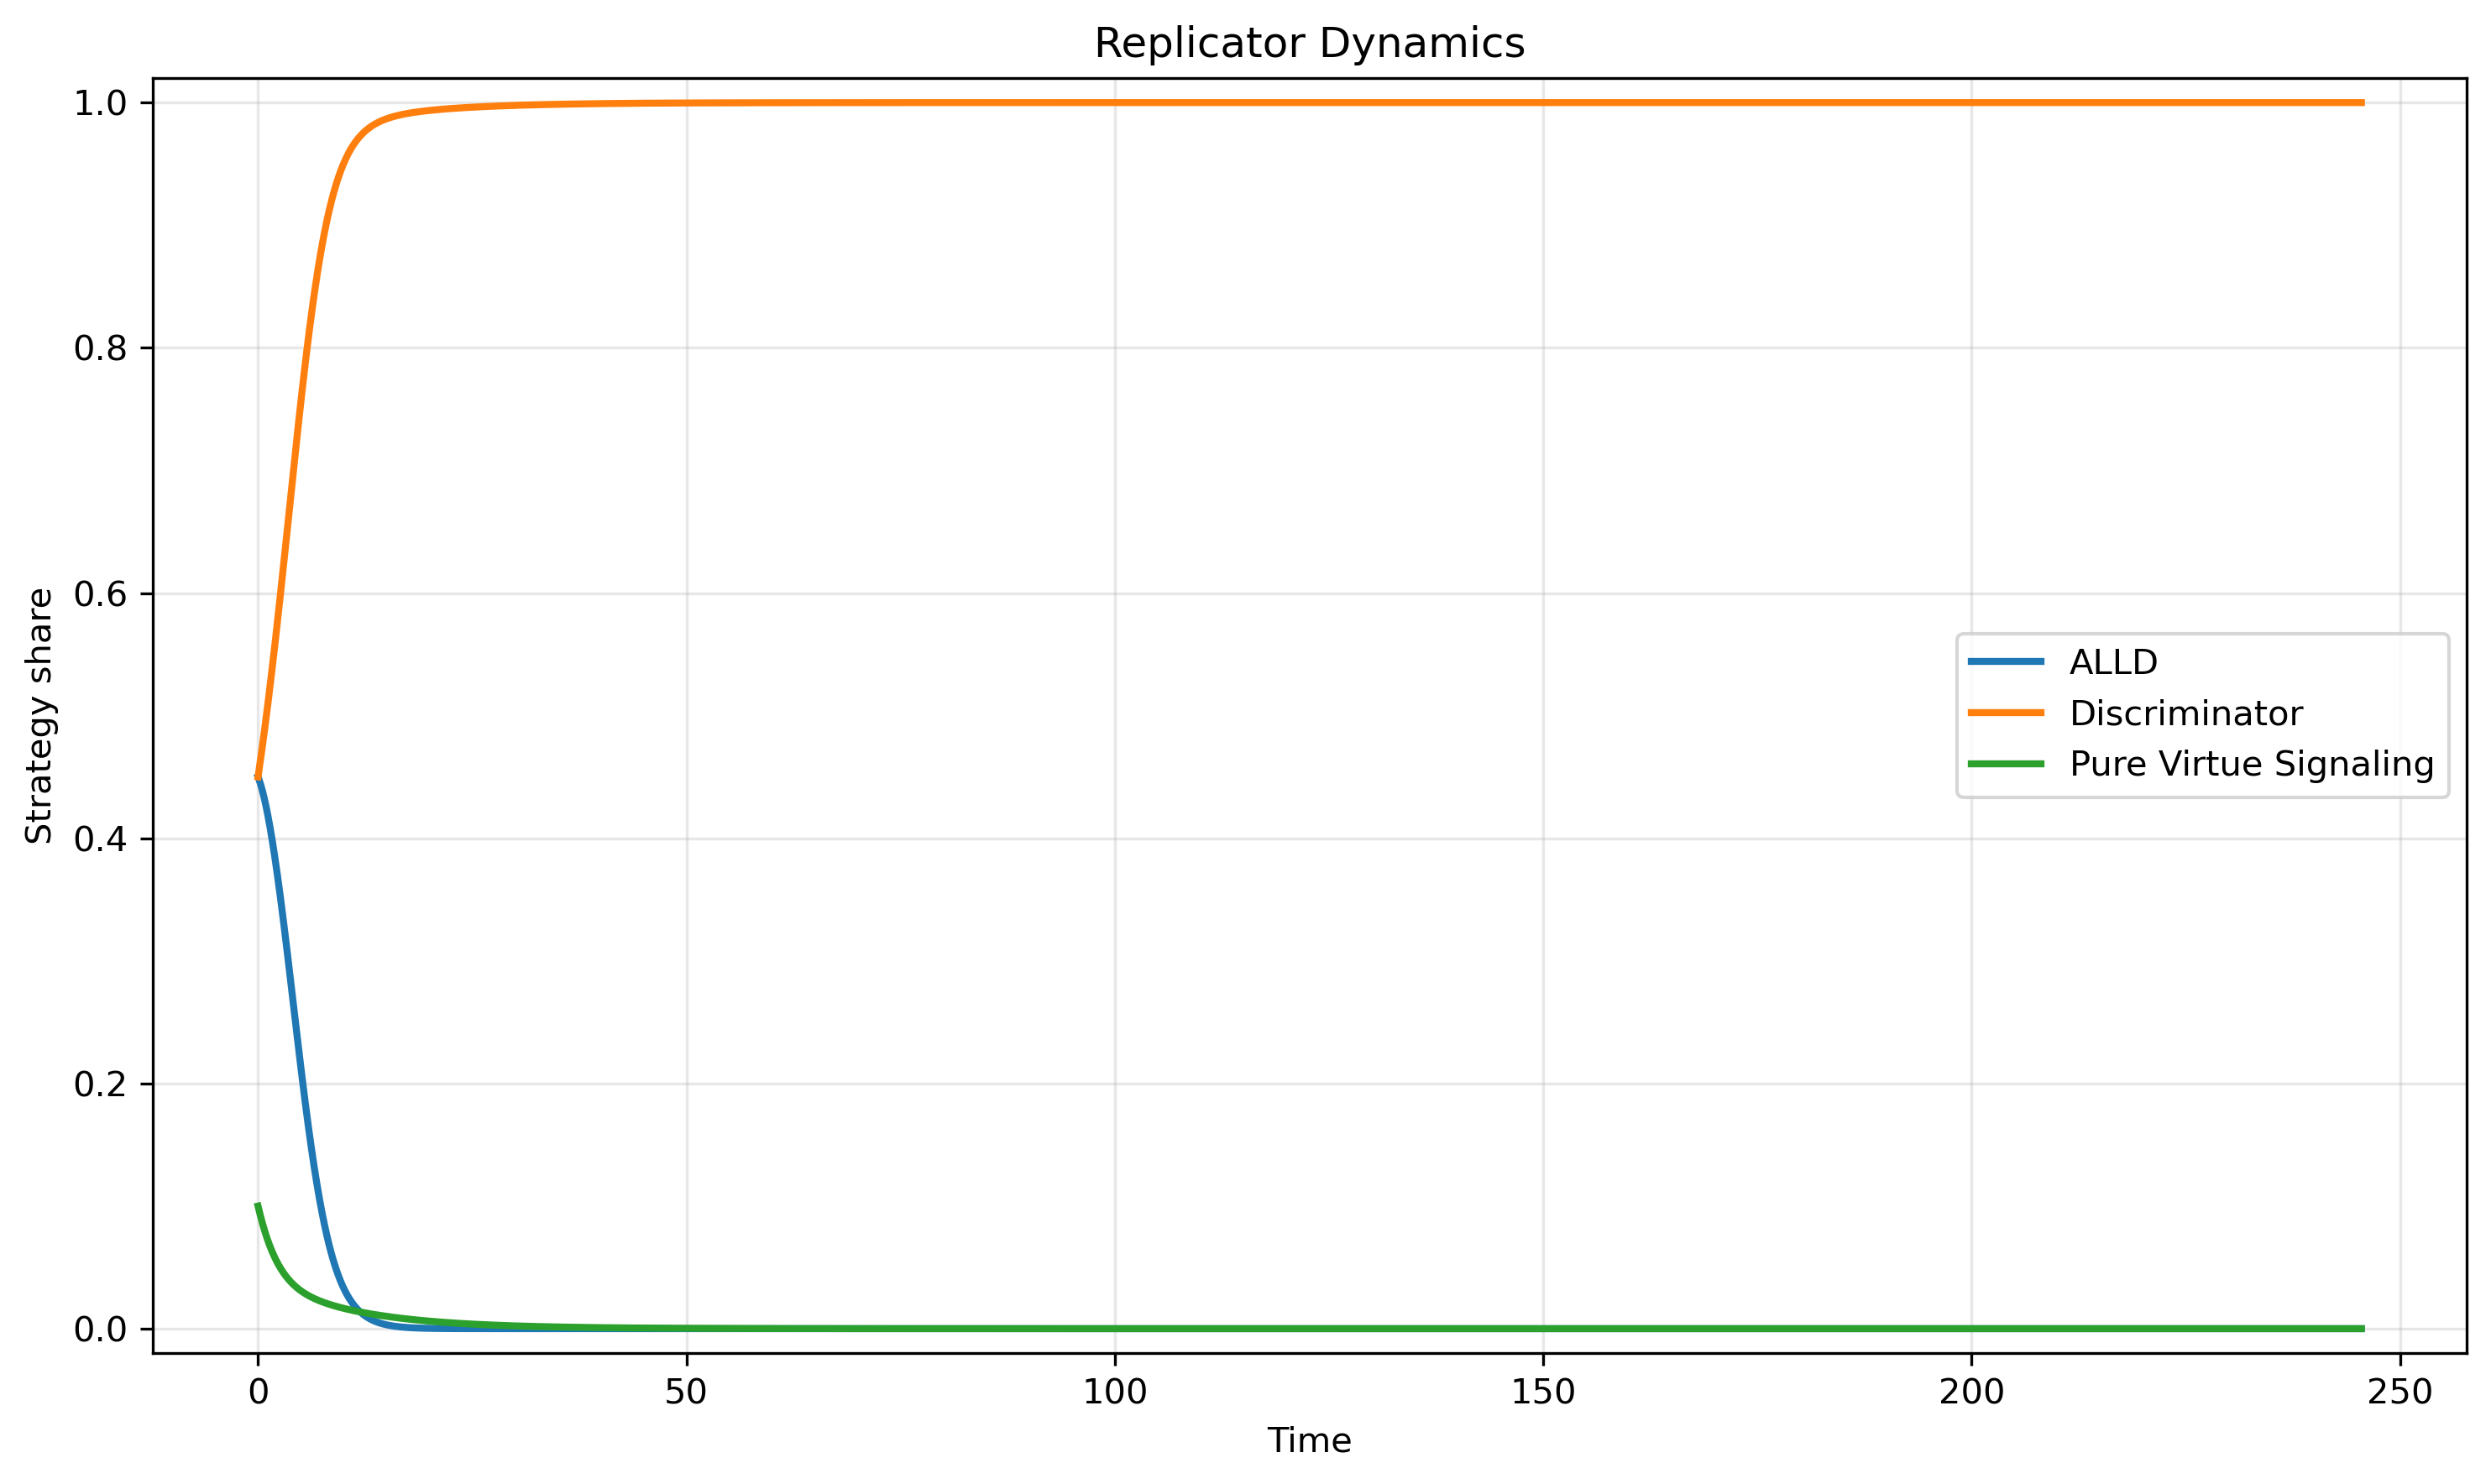 Replicator Dynamics
Strategy share
1.0
0.8
0.6
0.4
0.2
0.0
ALLD
Discriminator
Pure Virtue Signaling
0 50 100 150 200 250
Time